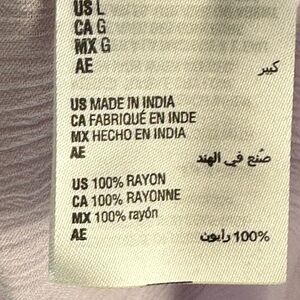 US L
CA G
MX G
AE كبير
US MADE IN INDIA
CA FABRIQUÉ EN INDE
MX HECHO EN INDIA
AE صُنع في الهند
US 100% RAYON
CA 100% RAYONNE
MX 100% rayón
AE 100% رايون